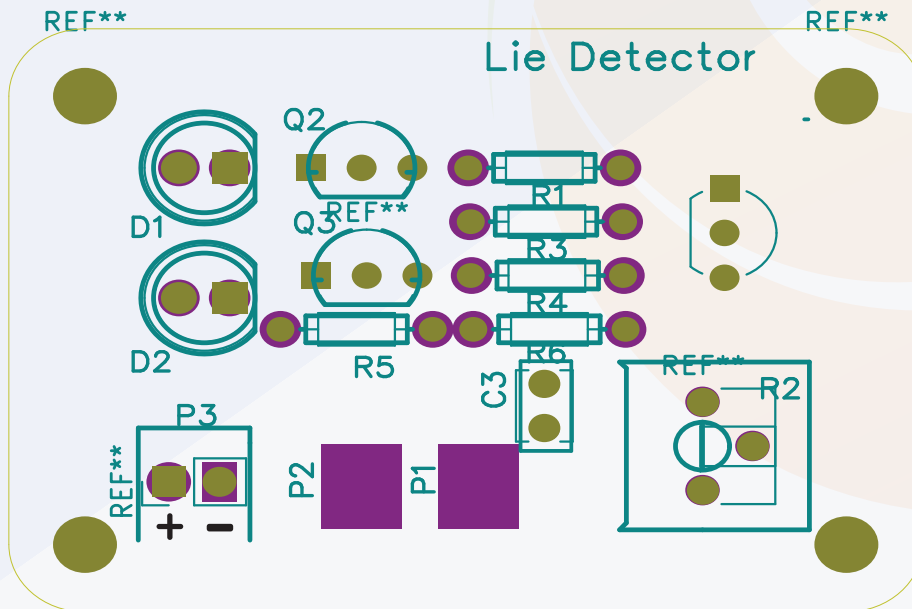 REF**
REF**
Lie Detector
Q2
R1
REF**
Q3
D1
R3
R4
D2
R5
R6
REF**
R2
C3
P3
REF**
P2
P1
+ -